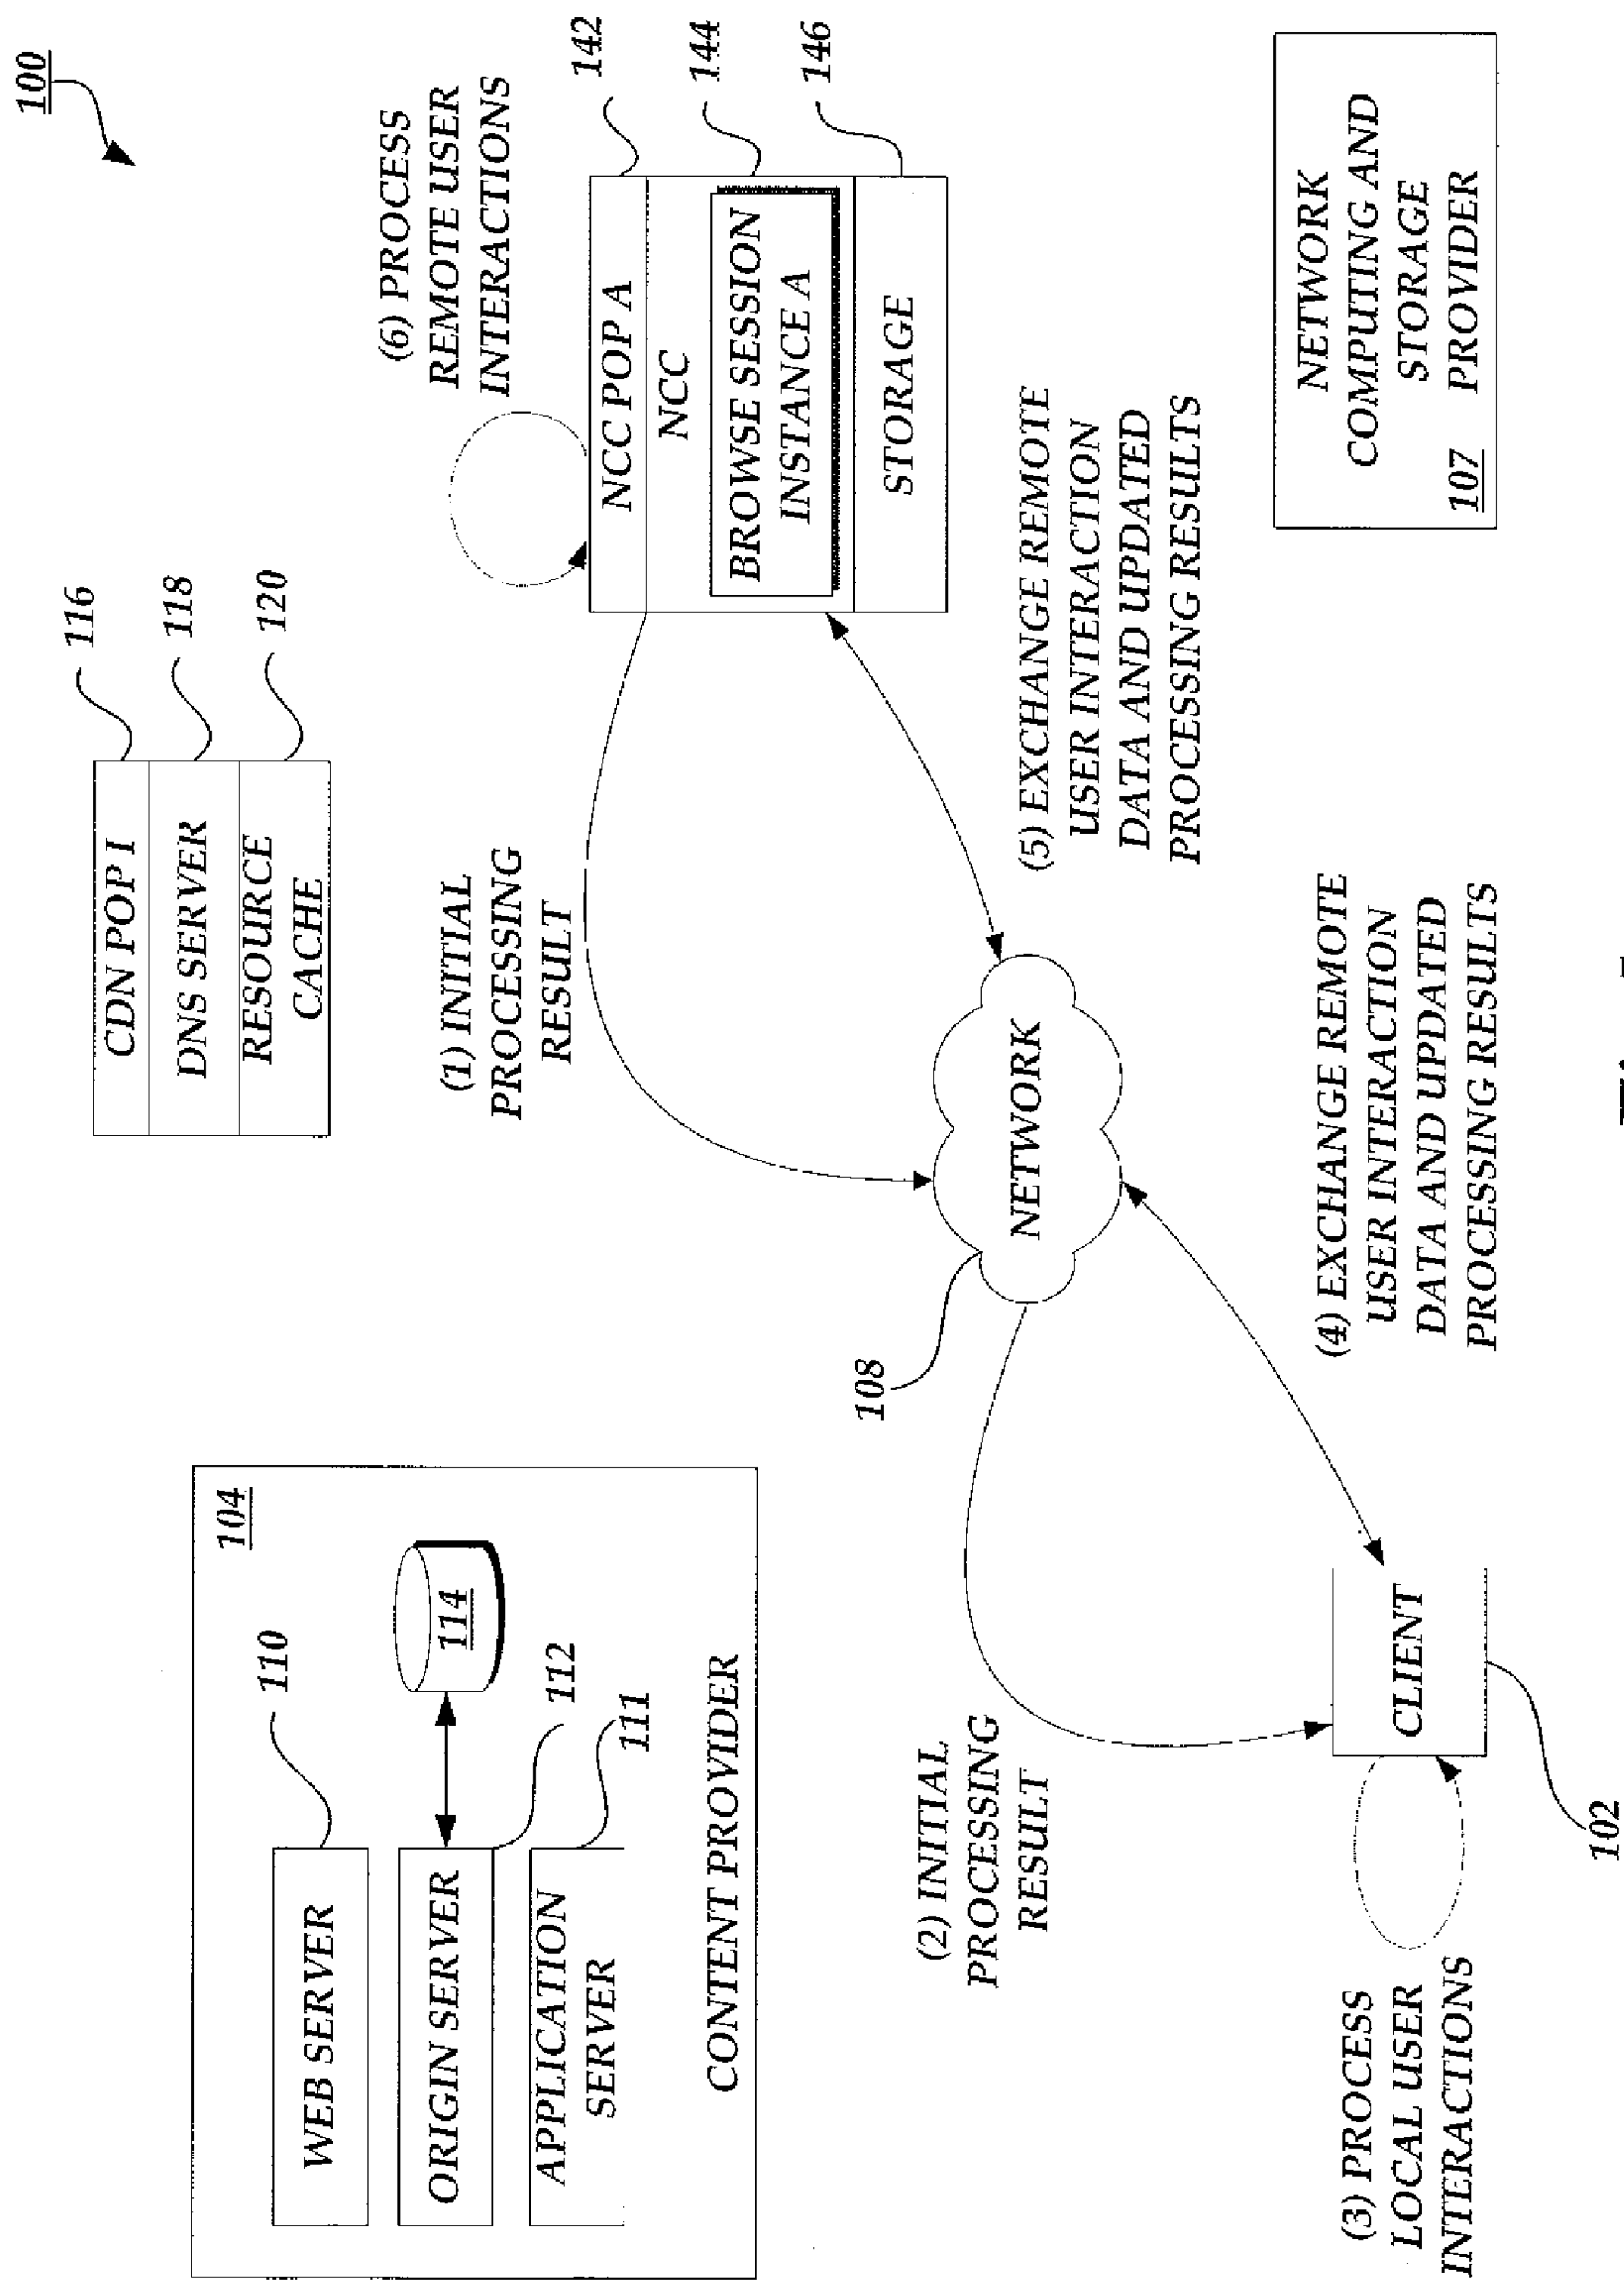 100
104
110
WEB SERVER
ORIGIN SERVER
114
112
APPLICATION
SERVER
111
CONTENT PROVIDER
CDN POP I
DNS SERVER
RESOURCE
CACHE
116
118
120
(6) PROCESS
REMOTE USER
INTERACTIONS
NCC POP A
NCC
BROWSE SESSION
INSTANCE A
STORAGE
142
144
146
(1) INITIAL
PROCESSING
RESULT
108
NETWORK
(2) INITIAL
PROCESSING
RESULT
(5) EXCHANGE REMOTE
USER INTERACTION
DATA AND UPDATED
PROCESSING RESULTS
CLIENT
102
(3) PROCESS
LOCAL USER
INTERACTIONS
(4) EXCHANGE REMOTE
USER INTERACTION
DATA AND UPDATED
PROCESSING RESULTS
NETWORK
COMPUTING AND
STORAGE
107 PROVIDER